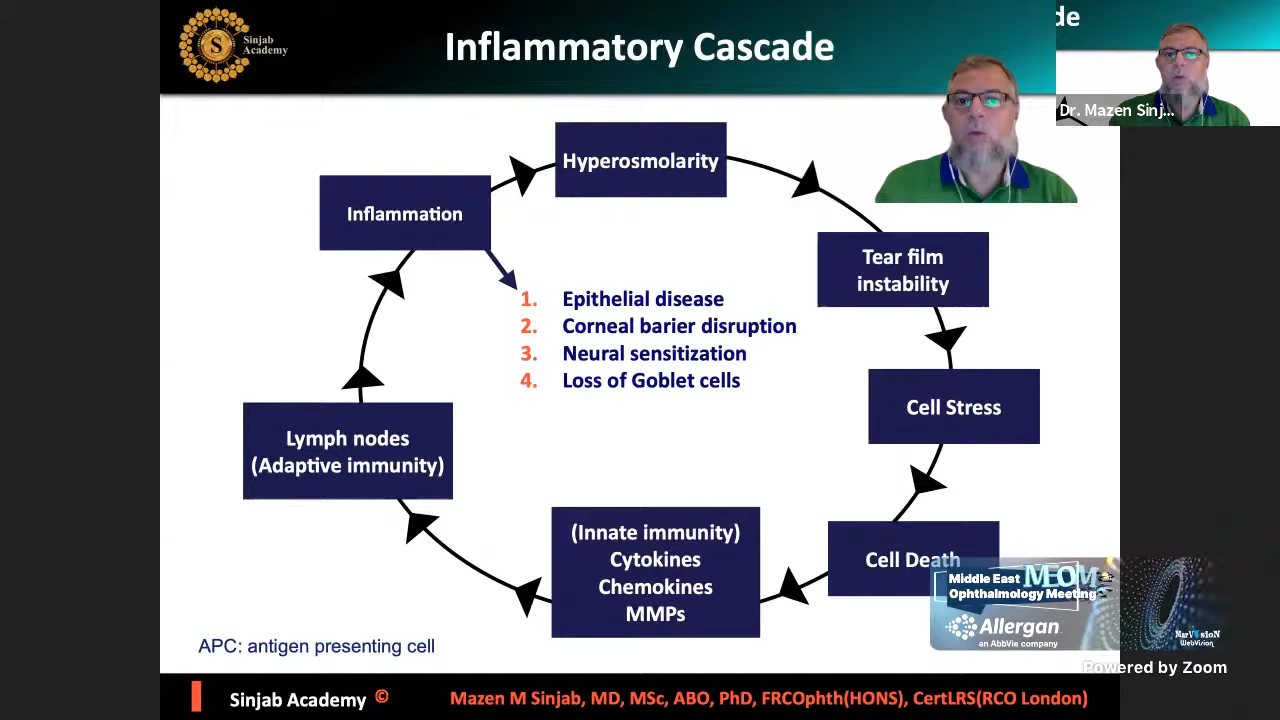 Sinjab
Academy
Inflammatory Cascade
de
Dr. Mazen Sinj...
Hyperosmolarity
Inflammation
Tear film
instability
1. Epithelial disease
2. Corneal barier disruption
3. Neural sensitization
4. Loss of Goblet cells
Cell Stress
Lymph nodes
(Adaptive immunity)
(Innate immunity)
Cytokines
Chemokines
MMPs
Cell Death
Middle East MEOM
Ophthalmology Meeting
Allergan
an AbbVie company
NarVision
WebVision
APC: antigen presenting cell
Powered by Zoom
Sinjab Academy ©
Mazen M Sinjab, MD, MSc, ABO, PhD, FRCOphth(HONS), CertLRS(RCO London)